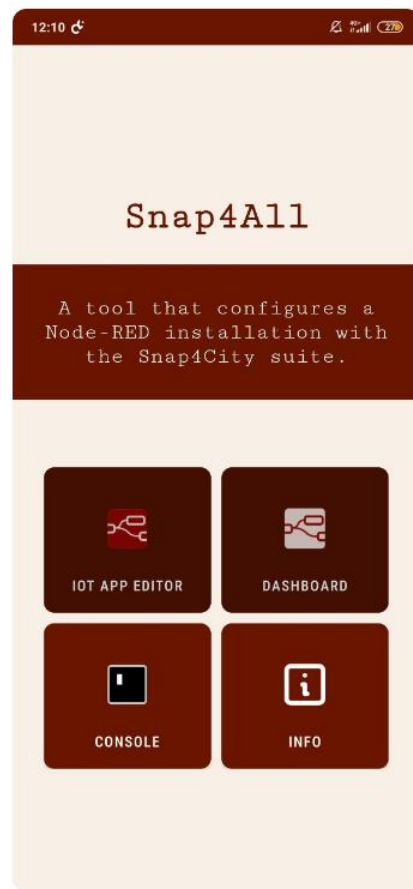 12:10
27
Snap4All
A tool that configures a
Node-RED installation with
the Snap4City suite.
IOT APP EDITOR
DASHBOARD
CONSOLE
INFO